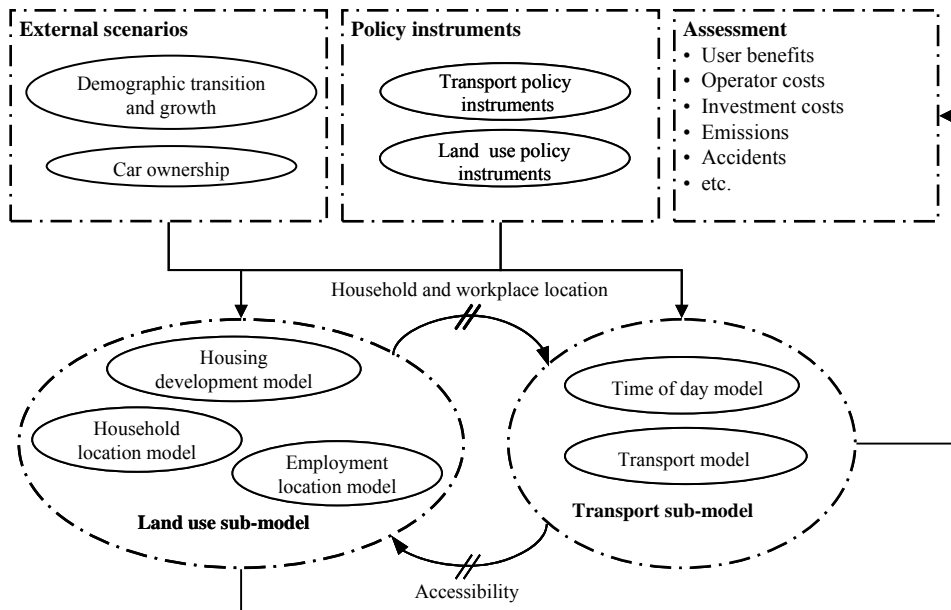 External scenarios
Demographic transition
and growth
Car ownership
Policy instruments
Transport policy
instruments
Land use policy
instruments
Assessment
• User benefits
• Operator costs
• Investment costs
• Emissions
• Accidents
• etc.
Household and workplace location
Housing
development model
Household
location model
Employment
location model
Land use sub-model
Time of day model
Transport model
Transport sub-model
Accessibility